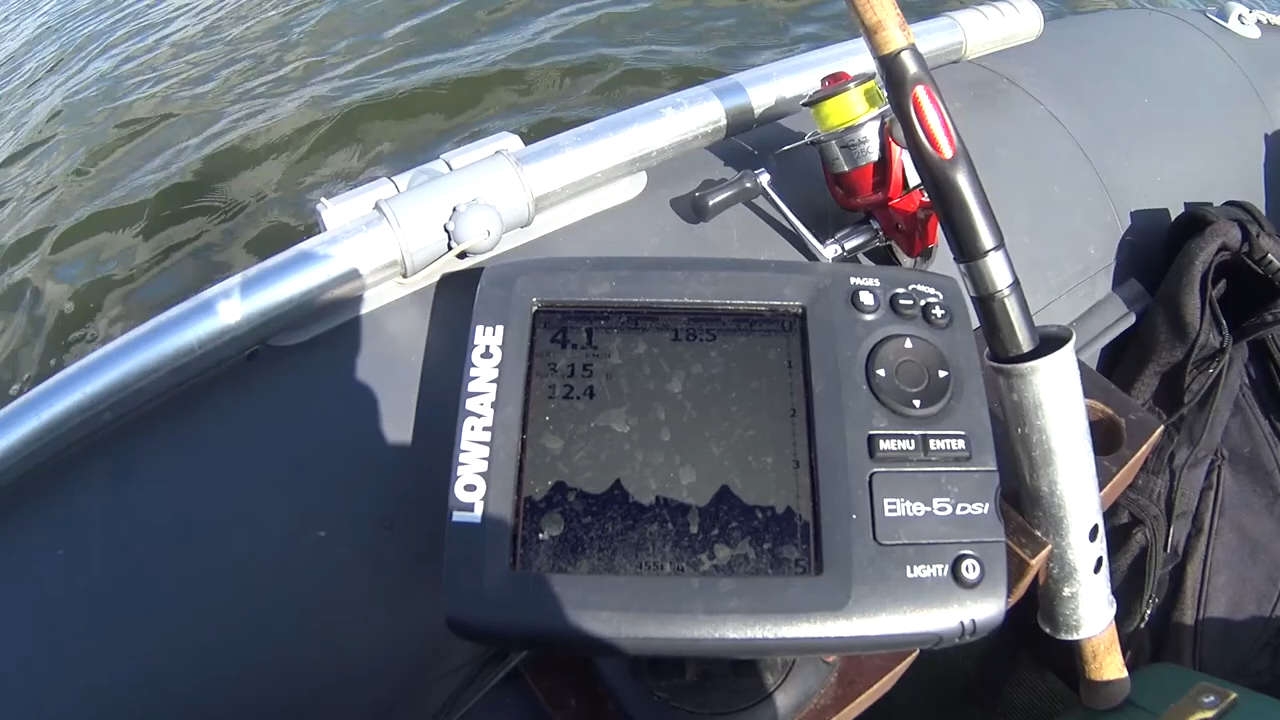 LOWRANCE
4.1
18.5
3.15
12.4
0
1
2
3
5
PAGES
MENU
ENTER
Elite-5 DSI
LIGHT/